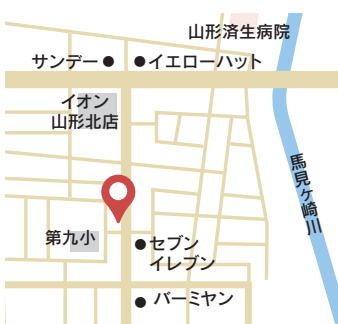 山形済生病院
サンデー
イエローハット
イオン
山形北店
馬見ヶ崎川
第九小
セブン
イレブン
バーミヤン